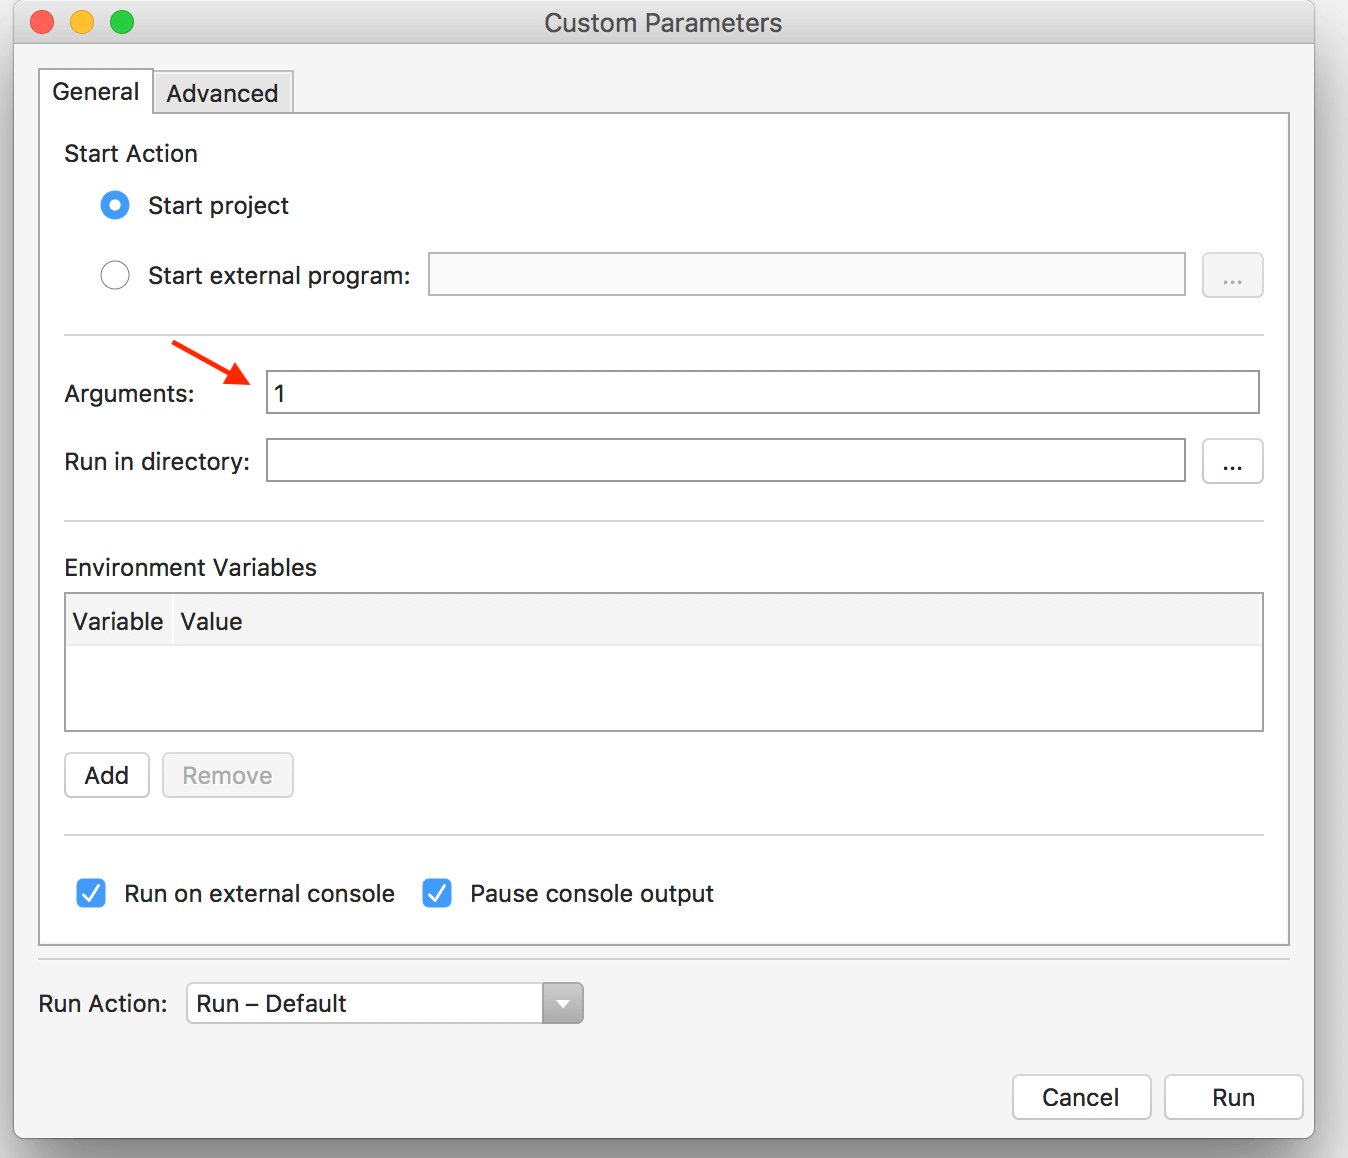 Custom Parameters
General Advanced
Start Action
Start project
Start external program: ...
Arguments: 1
Run in directory: ...
Environment Variables
Variable Value
Add Remove
Run on external console Pause console output
Run Action: Run – Default
Cancel Run